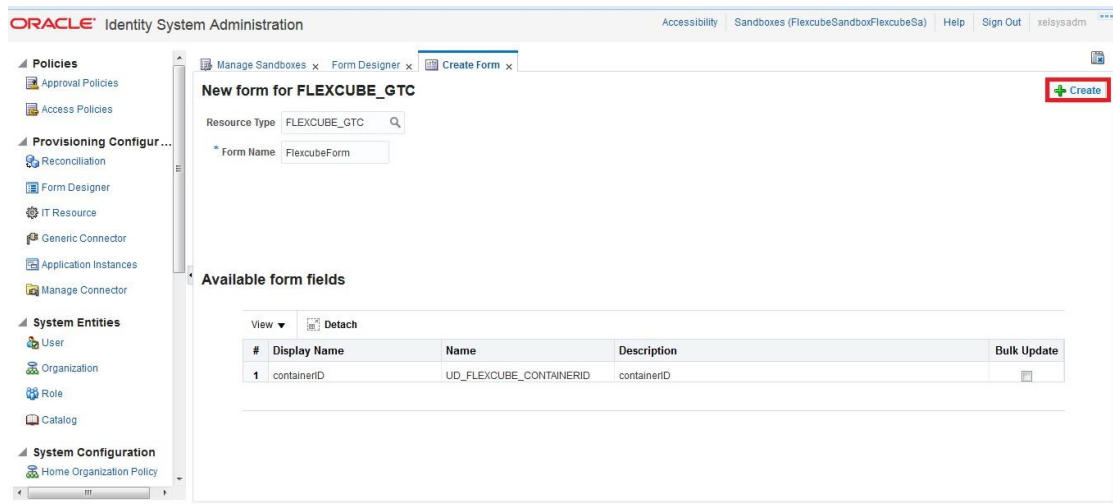 ORACLE® Identity System Administration
Accessibility Sandboxes (FlexcubeSandboxFlexcubeSa) Help Sign Out xelsysadm
Policies
Approval Policies
Access Policies
Provisioning Configur...
Reconciliation
Form Designer
IT Resource
Generic Connector
Application Instances
Manage Connector
System Entities
User
Organization
Role
Catalog
System Configuration
Home Organization Policy
Manage Sandboxes x Form Designer x Create Form x
New form for FLEXCUBE_GTC
Create
Resource Type FLEXCUBE_GTC
* Form Name FlexcubeForm
Available form fields
View Detach
# Display Name Name Description Bulk Update
1 containerID UD_FLEXCUBE_CONTAINERID containerID